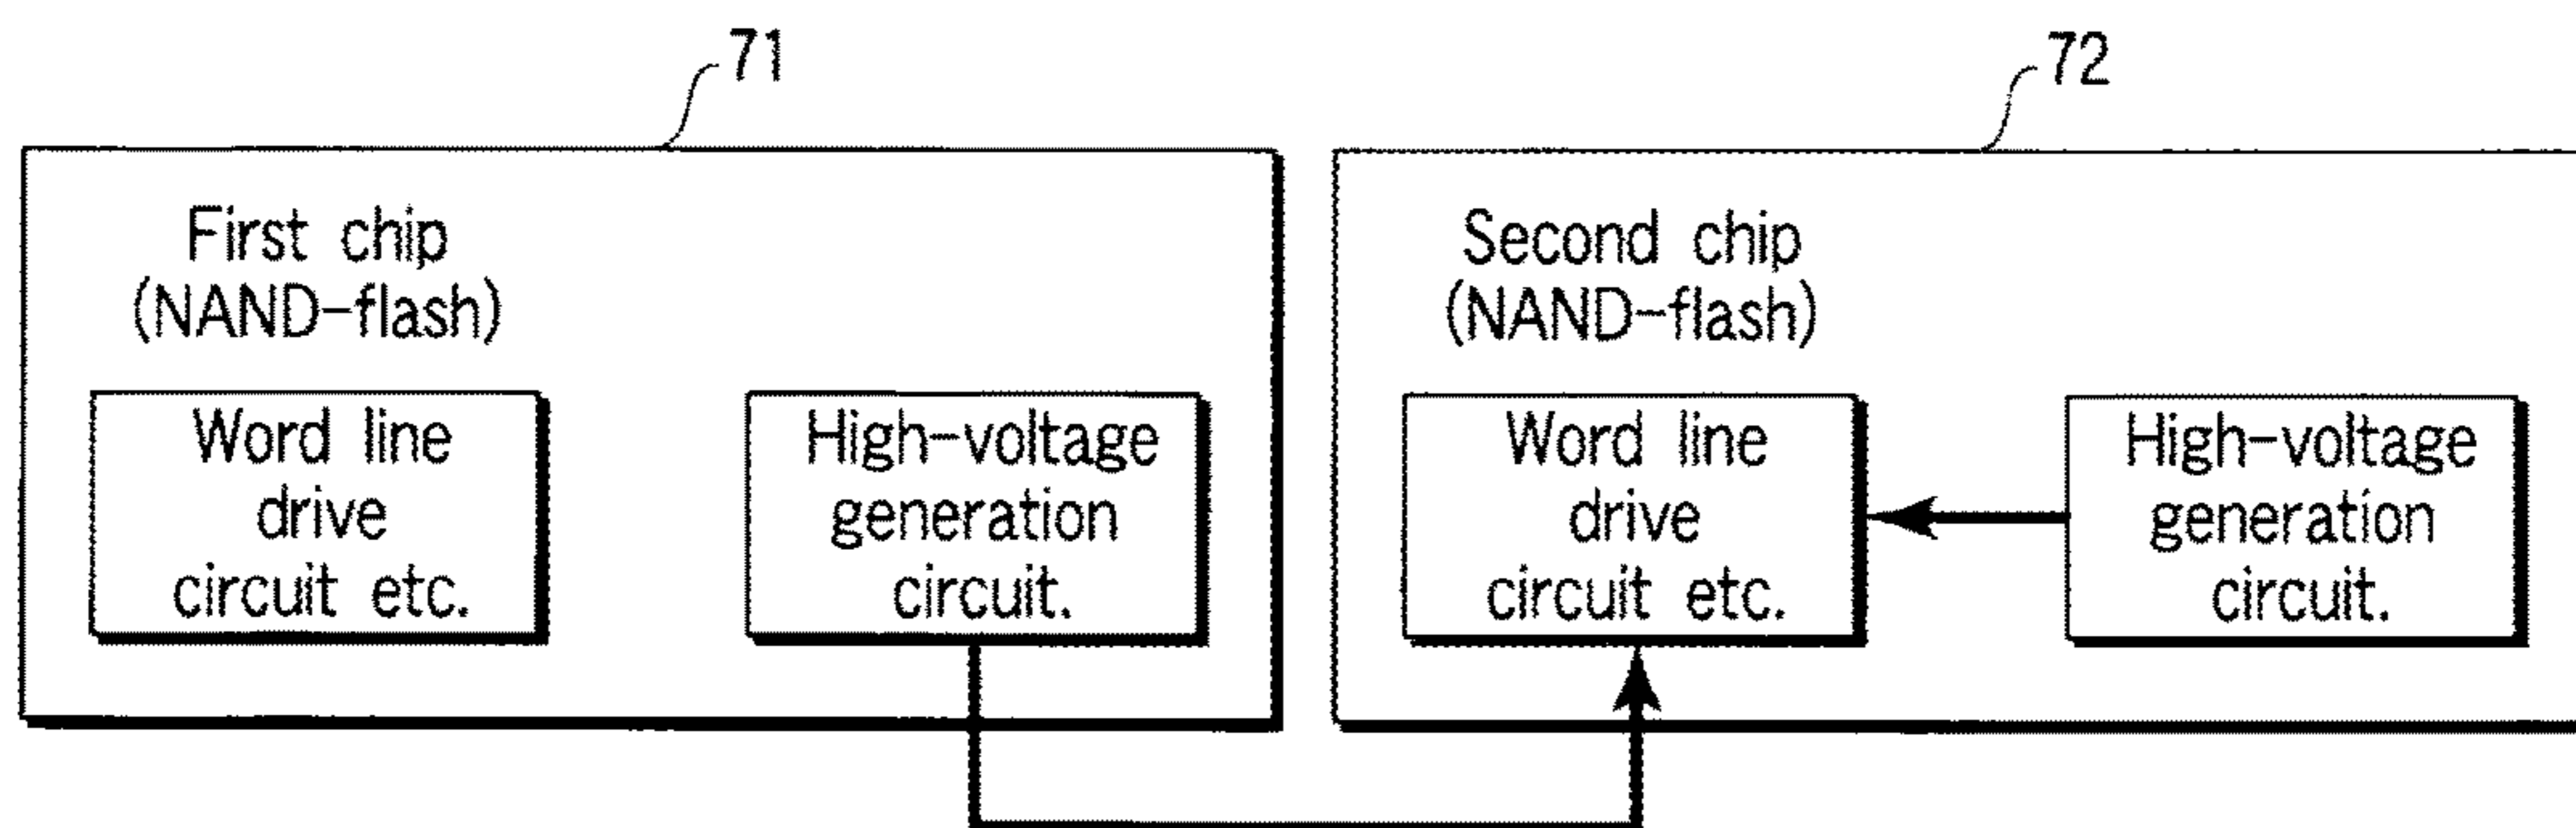 71
72
First chip
(NAND-flash)
Word line
drive
circuit etc.
High-voltage
generation
circuit.
Second chip
(NAND-flash)
Word line
drive
circuit etc.
High-voltage
generation
circuit.